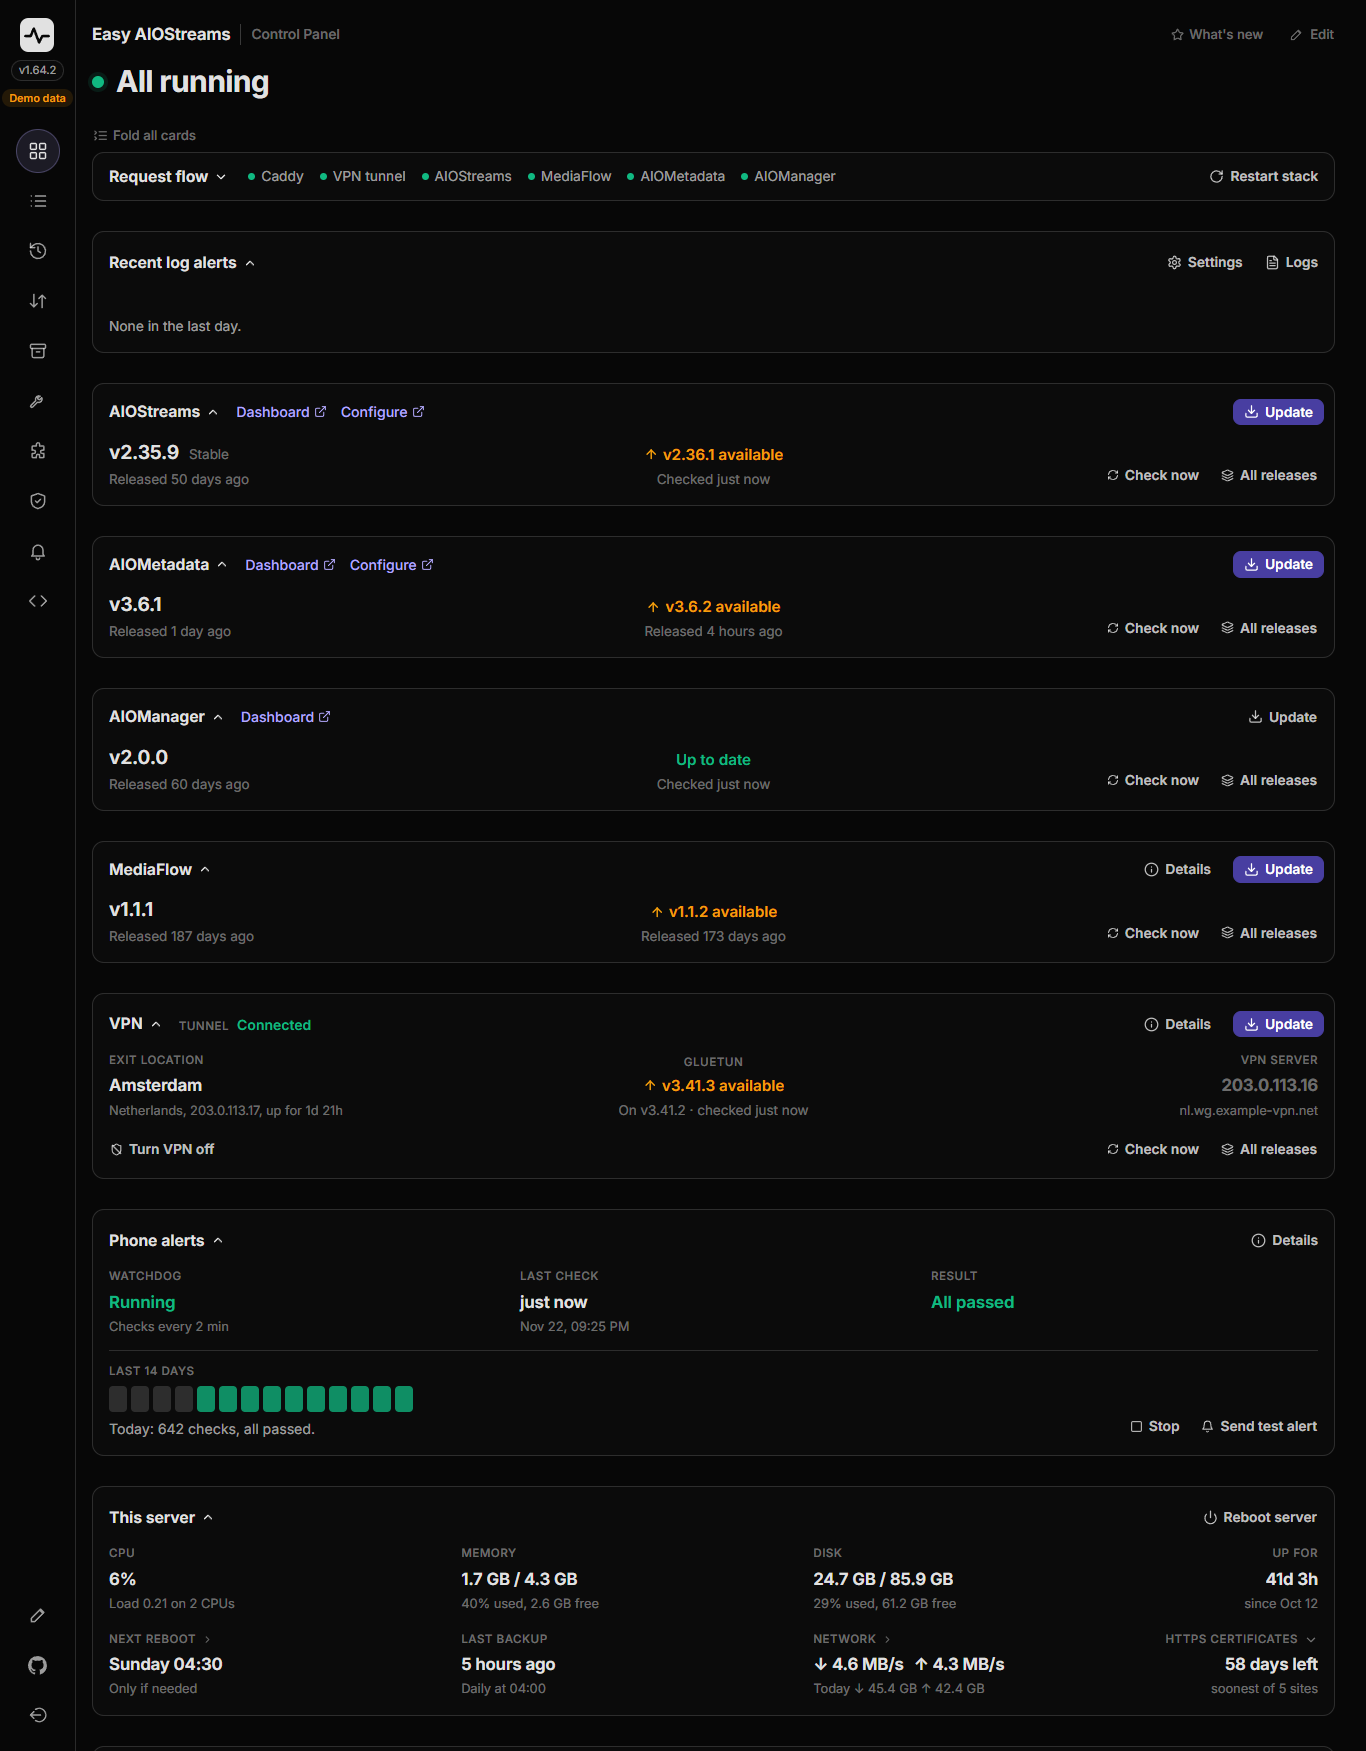 Easy AIOStreams Control Panel What's new Edit
v1.64.2
Demo data
All running
Fold all cards
Request flow Caddy VPN tunnel AIOStreams MediaFlow AIOMetadata AIOManager Restart stack
Recent log alerts Settings Logs
None in the last day.
AIOStreams Dashboard Configure Update
v2.35.9 Stable v2.36.1 available
Released 50 days ago Checked just now Check now All releases
AIOMetadata Dashboard Configure Update
v3.6.1 v3.6.2 available
Released 1 day ago Released 4 hours ago Check now All releases
AIOManager Dashboard Update
v2.0.0 Up to date
Released 60 days ago Checked just now Check now All releases
MediaFlow Details Update
v1.1.1 v1.1.2 available
Released 187 days ago Released 173 days ago Check now All releases
VPN TUNNEL Connected Details Update
EXIT LOCATION GLUETUN VPN SERVER
Amsterdam v3.41.3 available 203.0.113.16
Netherlands, 203.0.113.17, up for 1d 21h On v3.41.2 · checked just now nl.wg.example-vpn.net
Turn VPN off Check now All releases
Phone alerts Details
WATCHDOG LAST CHECK RESULT
Running just now All passed
Checks every 2 min Nov 22, 09:25 PM
LAST 14 DAYS
Today: 642 checks, all passed. Stop Send test alert
This server Reboot server
CPU MEMORY DISK UP FOR
6% 1.7 GB / 4.3 GB 24.7 GB / 85.9 GB 41d 3h
Load 0.21 on 2 CPUs 40% used, 2.6 GB free 29% used, 61.2 GB free since Oct 12
NEXT REBOOT LAST BACKUP NETWORK HTTPS CERTIFICATES
Sunday 04:30 5 hours ago ↓ 4.6 MB/s ↑ 4.3 MB/s 58 days left
Only if needed Daily at 04:00 Today ↓ 45.4 GB ↑ 42.4 GB soonest of 5 sites